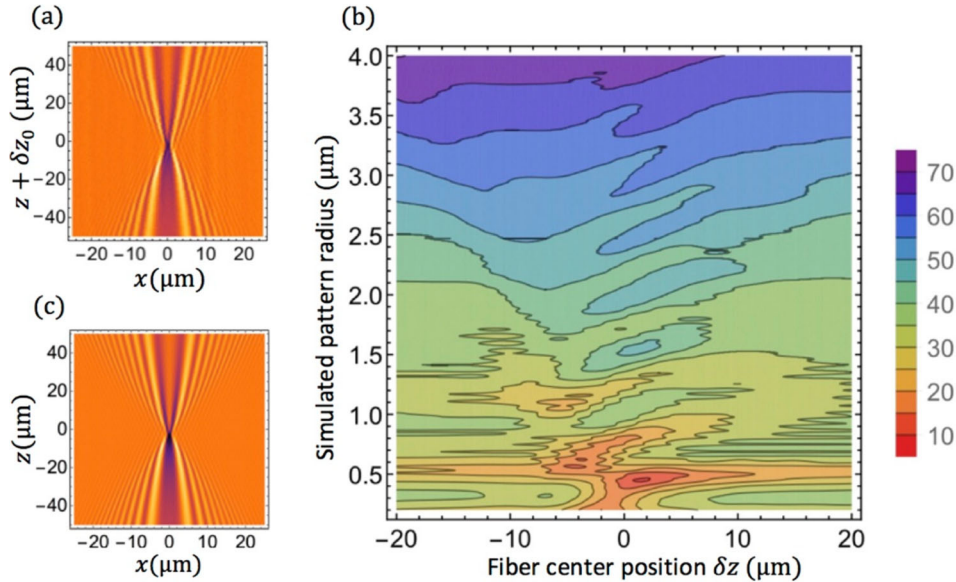 (a)
z + δz₀ (μm)
40
20
0
−20
−40
−20 −10 0 10 20
x(μm)
(b)
Simulated pattern radius (μm)
4.0
3.5
3.0
2.5
2.0
1.5
1.0
0.5
−20 −10 0 10 20
Fiber center position δz (μm)
70
60
50
40
30
20
10
(c)
z(μm)
40
20
0
−20
−40
−20 −10 0 10 20
x(μm)